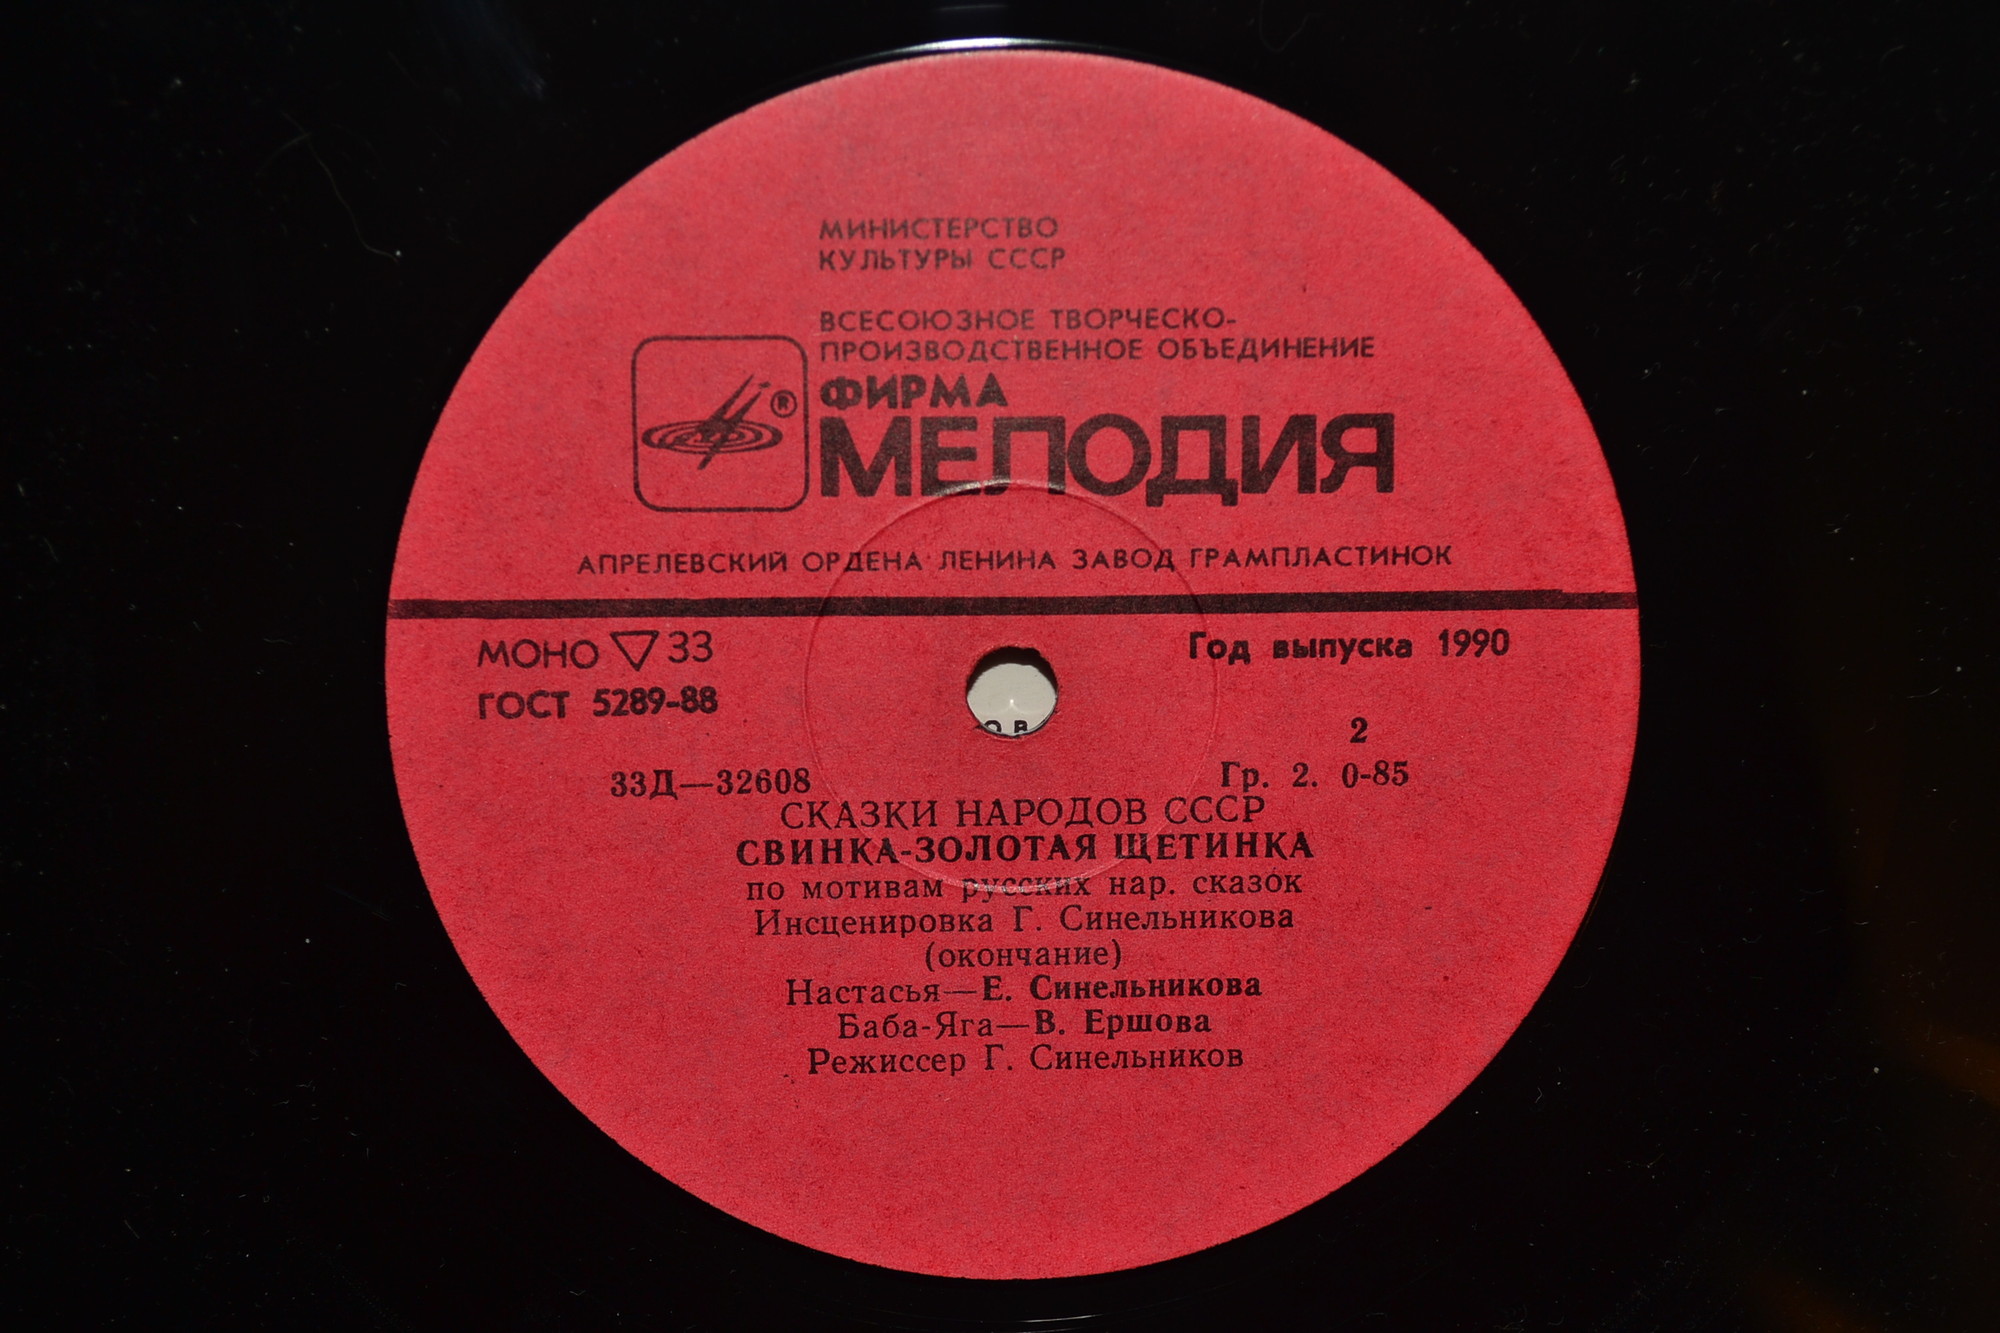 МИНИСТЕРСТВО
КУЛЬТУРЫ СССР
ВСЕСОЮЗНОЕ ТВОРЧЕСКО-
ПРОИЗВОДСТВЕННОЕ ОБЪЕДИНЕНИЕ
ФИРМА
®
МЕЛОДИЯ
АПРЕЛЕВСКИЙ ОРДЕНА ЛЕНИНА ЗАВОД ГРАМПЛАСТИНОК
МОНО ▽ 33
Год выпуска 1990
ГОСТ 5289-88
2
33Д—32608
Гр. 2. 0-85
СКАЗКИ НАРОДОВ СССР
СВИНКА-ЗОЛОТАЯ ЩЕТИНКА
по мотивам русских нар. сказок
Инсценировка Г. Синельникова
(окончание)
Настасья—Е. Синельникова
Баба-Яга—В. Ершова
Режиссер Г. Синельников